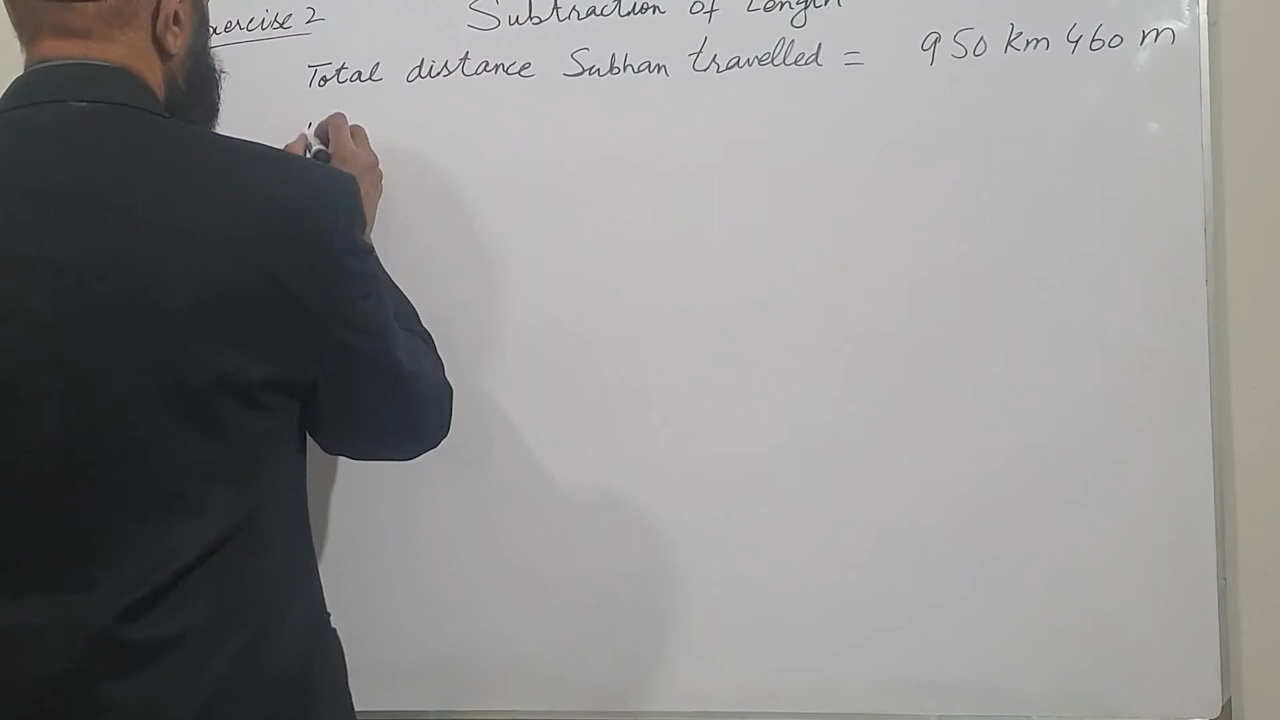 Exercise 2 Subtraction of Length
Total distance Subhan travelled = 950 km 460 m